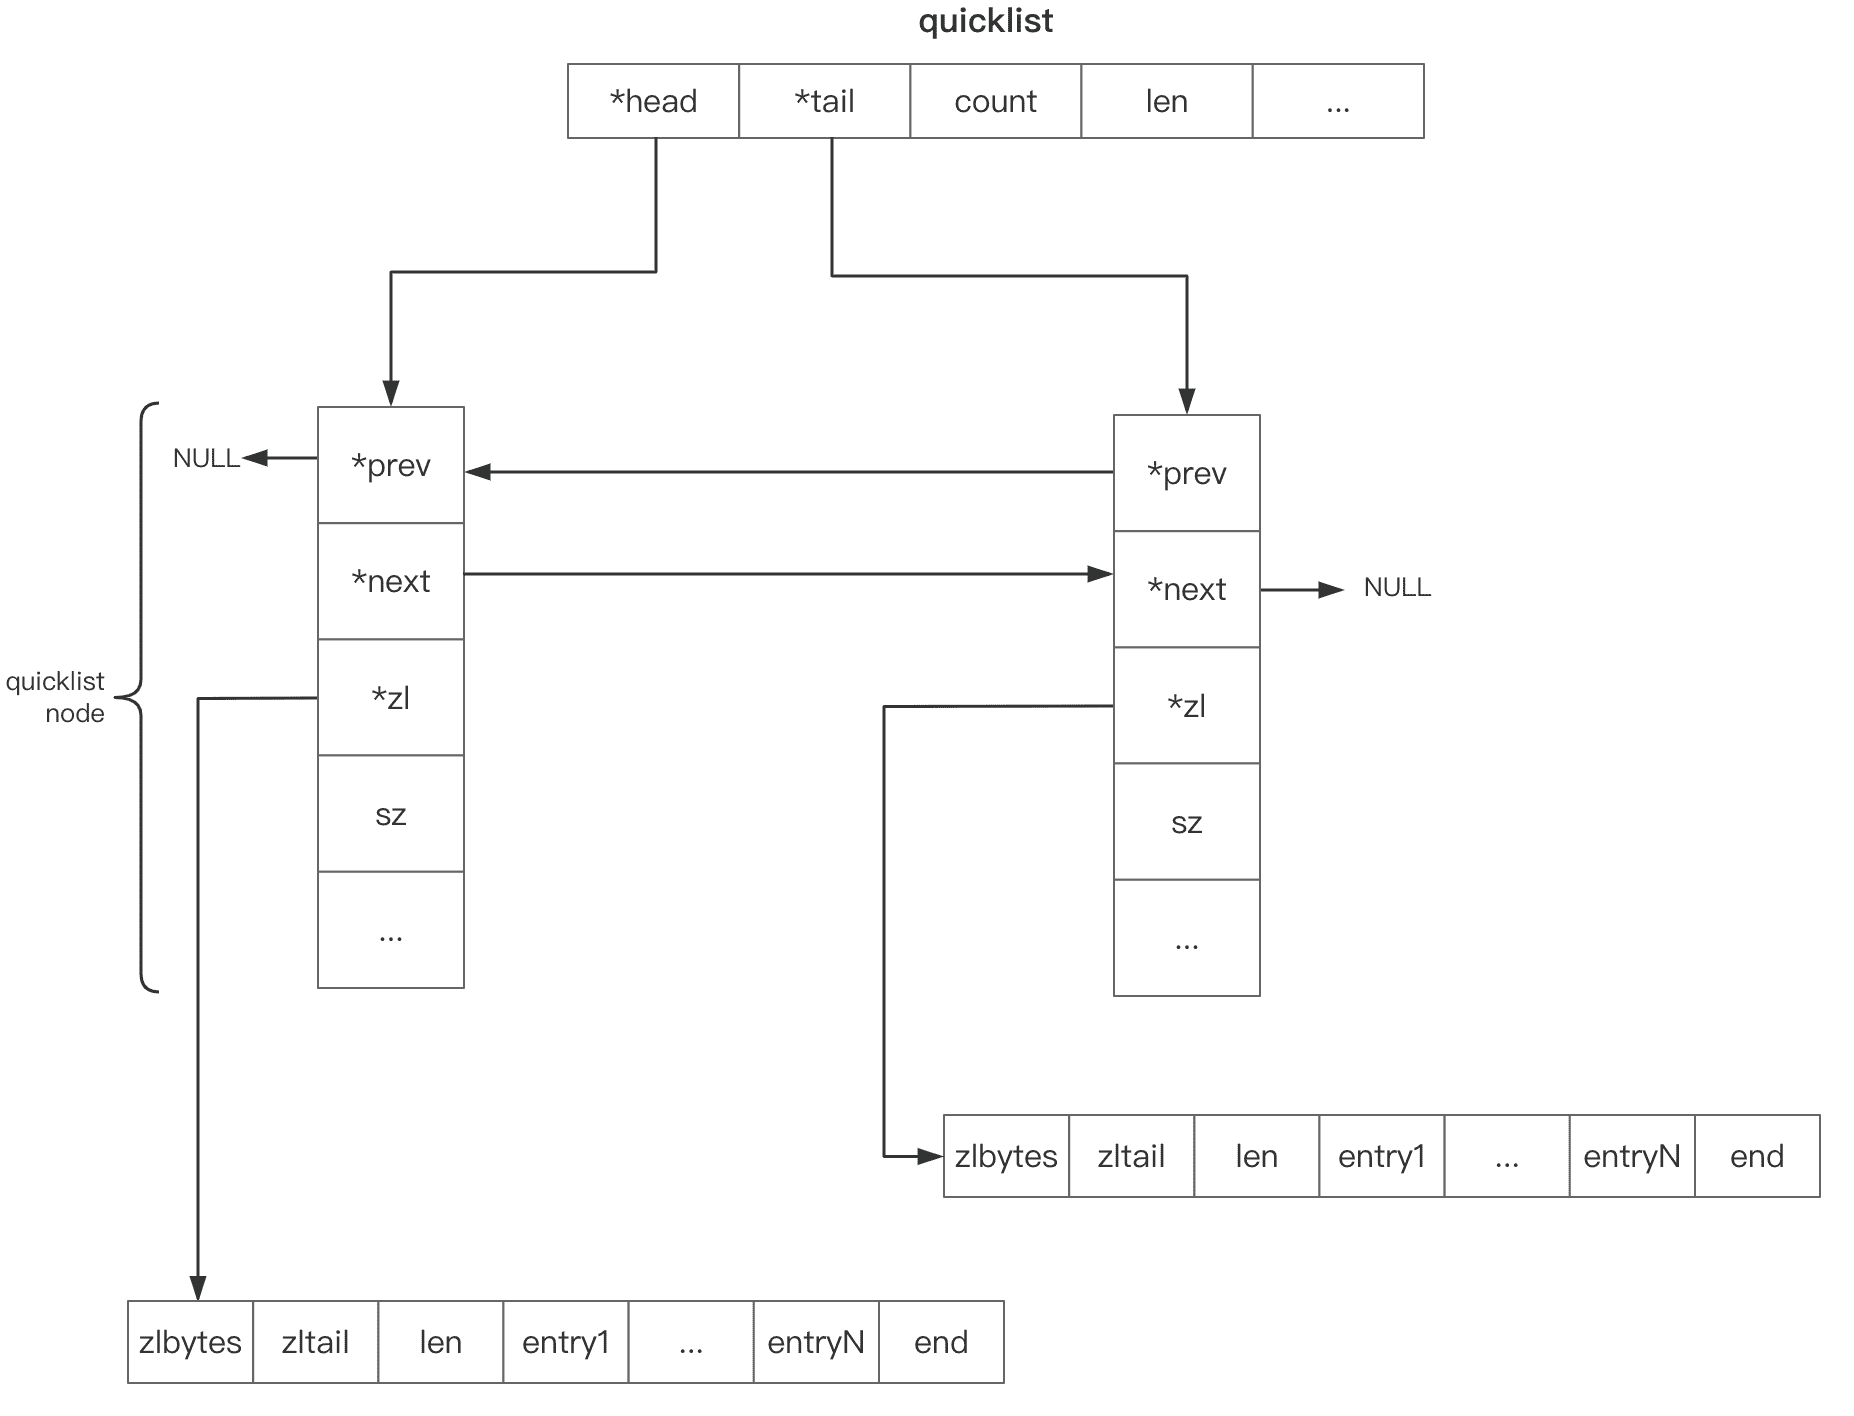 quicklist
*head *tail count len ...
NULL *prev *prev
*next *next NULL
quicklist
node
*zl *zl
sz sz
... ...
zlbytes zltail len entry1 ... entryN end
zlbytes zltail len entry1 ... entryN end